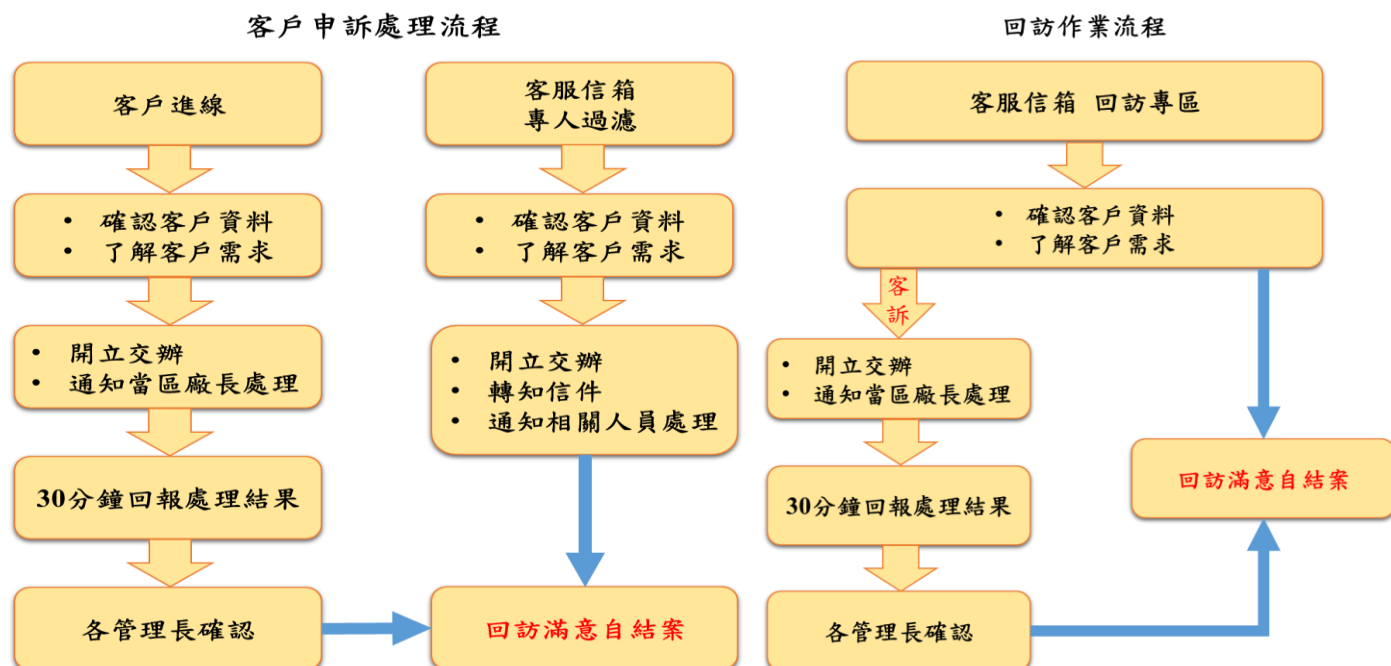 客戶申訴處理流程
客戶進線
• 確認客戶資料
• 了解客戶需求
• 開立交辦
• 通知當區廠長處理
30分鐘回報處理結果
各管理長確認
客服信箱
專人過濾
• 確認客戶資料
• 了解客戶需求
• 開立交辦
• 轉知信件
• 通知相關人員處理
回訪滿意自結案
回訪作業流程
客服信箱 回訪專區
• 確認客戶資料
• 了解客戶需求
客訴
• 開立交辦
• 通知當區廠長處理
30分鐘回報處理結果
各管理長確認
回訪滿意自結案